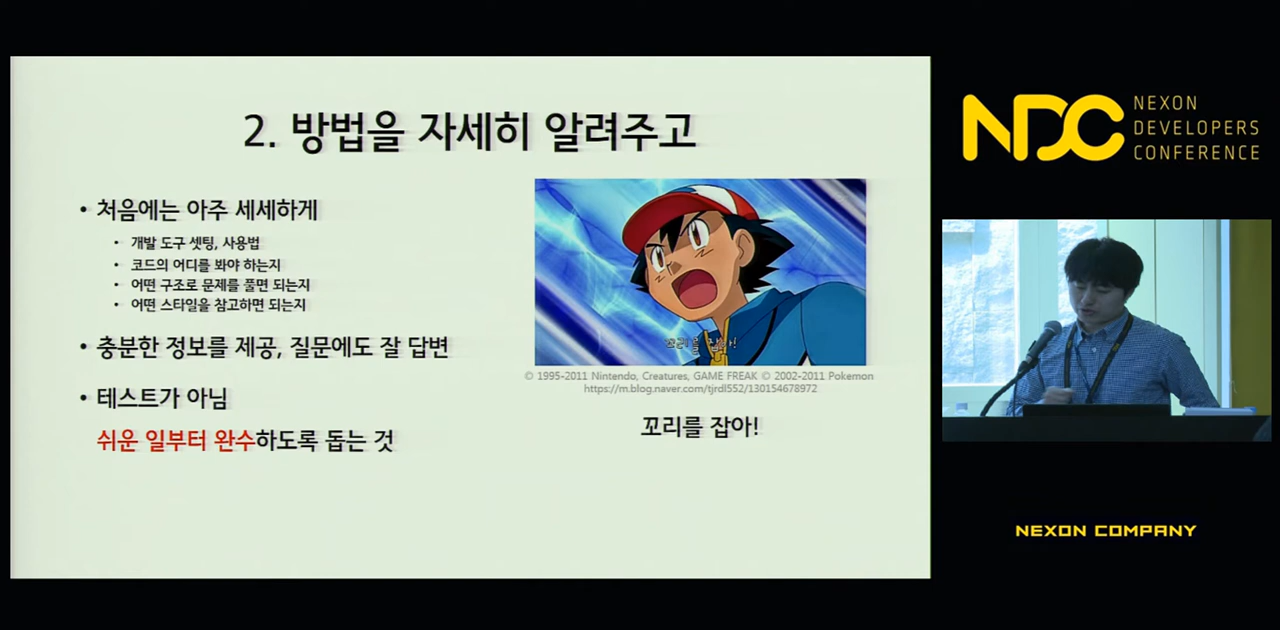 2. 방법을 자세히 알려주고
• 처음에는 아주 세세하게
• 개발 도구 셋팅, 사용법
• 코드의 어디를 봐야 하는지
• 어떤 구조로 문제를 풀면 되는지
• 어떤 스타일을 참고하면 되는지
• 충분한 정보를 제공, 질문에도 잘 답변
• 테스트가 아님
쉬운 일부터 완수하도록 돕는 것
꼬리를 잡아!
© 1995-2011 Nintendo, Creatures, GAME FREAK © 2002-2011 Pokemon
https://m.blog.naver.com/tjrdl552/130154678972
꼬리를 잡아!
NDC
NEXON
DEVELOPERS
CONFERENCE
NEXON COMPANY